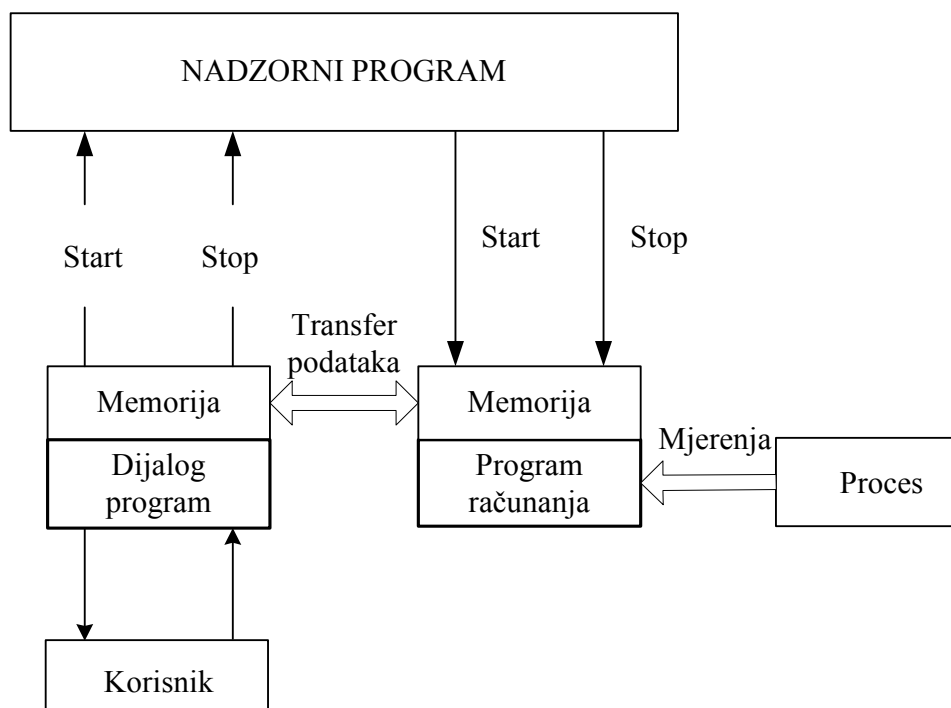 NADZORNI PROGRAM
Start
Stop
Start
Stop
Transfer
podataka
Memorija
Memorija
Mjerenja
Dijalog
program
Program
računanja
Proces
Korisnik